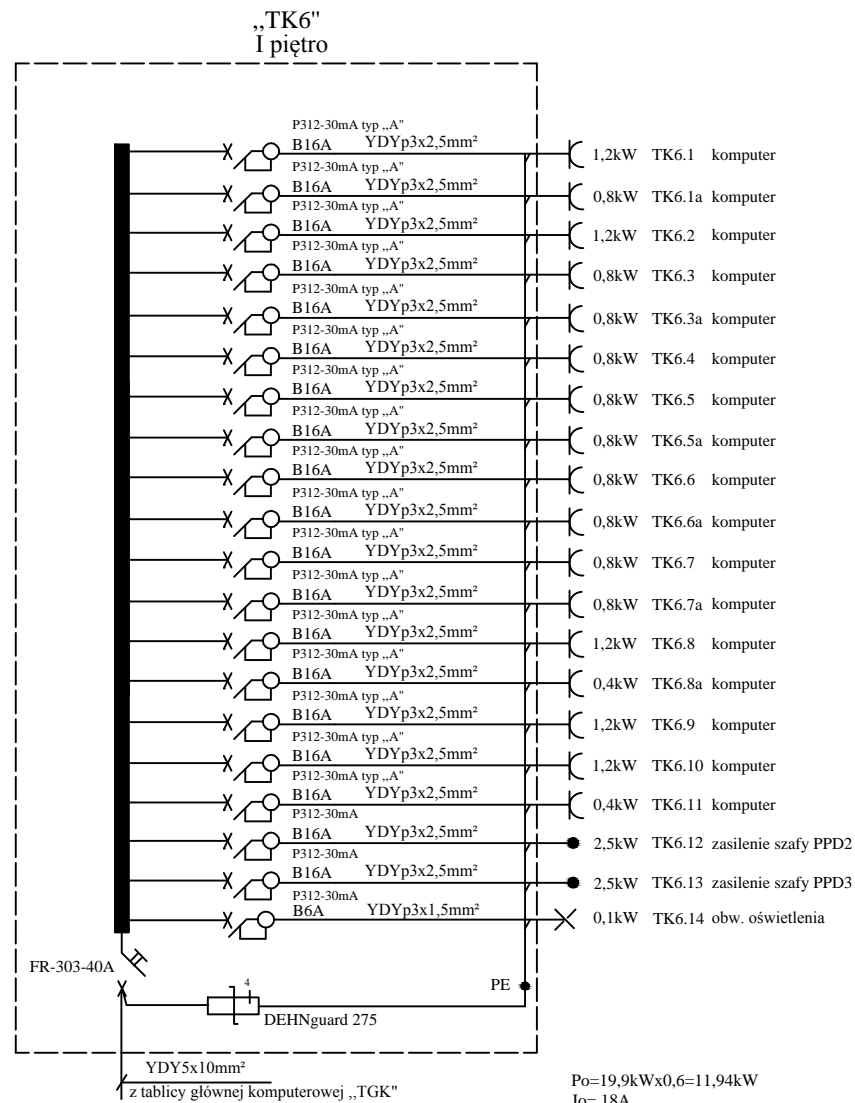 ,,TK6"
I piętro
P312-30mA typ ,,A"
B16A YDYp3x2,5mm² 1,2kW TK6.1 komputer
P312-30mA typ ,,A"
B16A YDYp3x2,5mm² 0,8kW TK6.1a komputer
P312-30mA typ ,,A"
B16A YDYp3x2,5mm² 1,2kW TK6.2 komputer
P312-30mA typ ,,A"
B16A YDYp3x2,5mm² 0,8kW TK6.3 komputer
P312-30mA typ ,,A"
B16A YDYp3x2,5mm² 0,8kW TK6.3a komputer
P312-30mA typ ,,A"
B16A YDYp3x2,5mm² 0,8kW TK6.4 komputer
P312-30mA typ ,,A"
B16A YDYp3x2,5mm² 0,8kW TK6.5 komputer
P312-30mA typ ,,A"
B16A YDYp3x2,5mm² 0,8kW TK6.5a komputer
P312-30mA typ ,,A"
B16A YDYp3x2,5mm² 0,8kW TK6.6 komputer
P312-30mA typ ,,A"
B16A YDYp3x2,5mm² 0,8kW TK6.6a komputer
P312-30mA typ ,,A"
B16A YDYp3x2,5mm² 0,8kW TK6.7 komputer
P312-30mA typ ,,A"
B16A YDYp3x2,5mm² 0,8kW TK6.7a komputer
P312-30mA typ ,,A"
B16A YDYp3x2,5mm² 1,2kW TK6.8 komputer
P312-30mA typ ,,A"
B16A YDYp3x2,5mm² 0,4kW TK6.8a komputer
P312-30mA typ ,,A"
B16A YDYp3x2,5mm² 1,2kW TK6.9 komputer
P312-30mA typ ,,A"
B16A YDYp3x2,5mm² 1,2kW TK6.10 komputer
P312-30mA typ ,,A"
B16A YDYp3x2,5mm² 0,4kW TK6.11 komputer
P312-30mA
B16A YDYp3x2,5mm² 2,5kW TK6.12 zasilenie szafy PPD2
P312-30mA
B16A YDYp3x2,5mm² 2,5kW TK6.13 zasilenie szafy PPD3
P312-30mA
B6A YDYp3x1,5mm² 0,1kW TK6.14 obw. oświetlenia
FR-303-40A
4
PE
DEHNguard 275
YDY5x10mm²
z tablicy głównej komputerowej ,,TGK"
Po=19,9kWx0,6=11,94kW
Jo= 18A